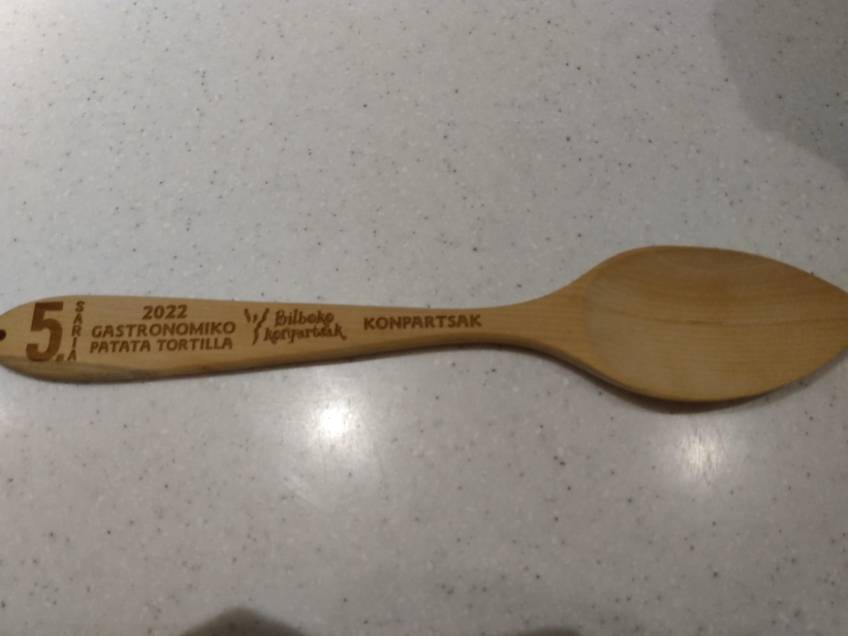 5.
SARIA
2022
GASTRONOMIKO
PATATA TORTILLA
Bilboko
konpartsak
KONPARTSAK